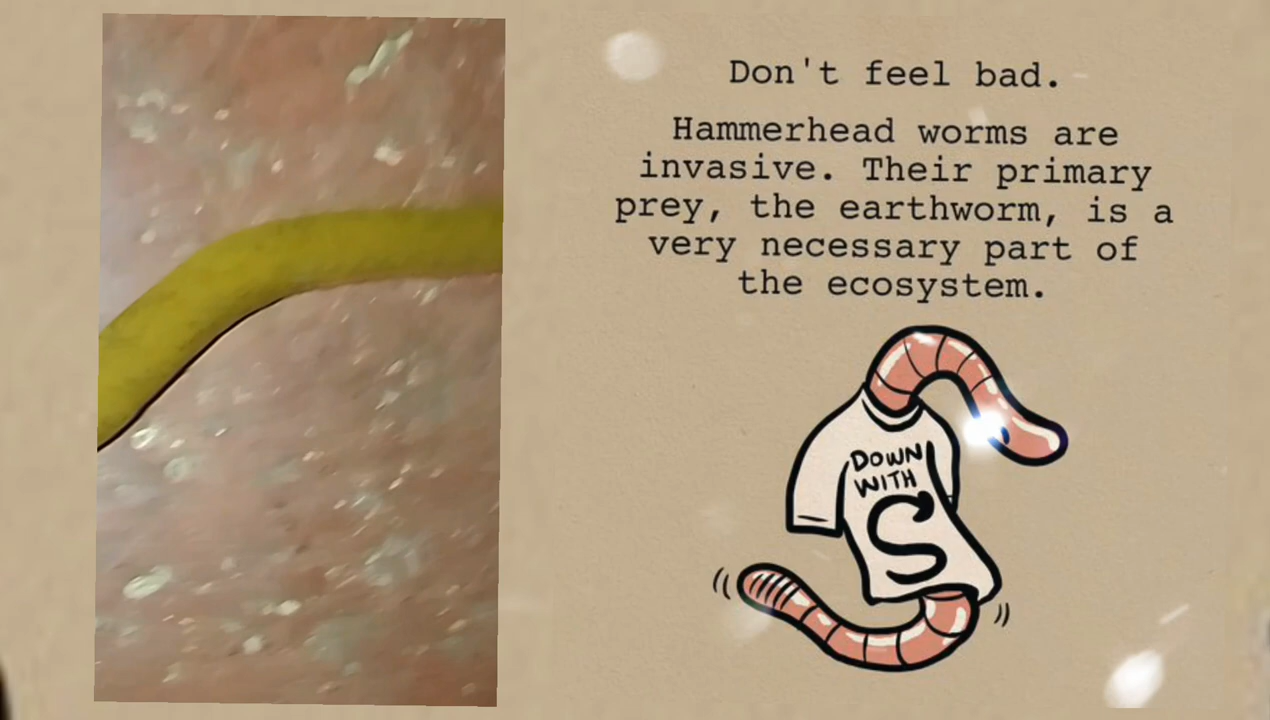 Don't feel bad.
Hammerhead worms are
invasive. Their primary
prey, the earthworm, is a
very necessary part of
the ecosystem.
DOWN
WITH
S